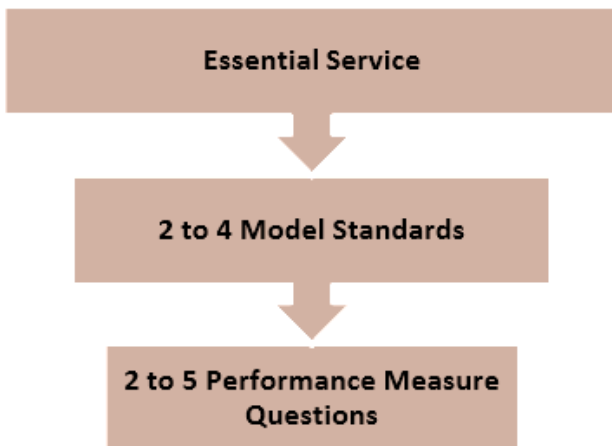 Essential Service
2 to 4 Model Standards
2 to 5 Performance Measure
Questions